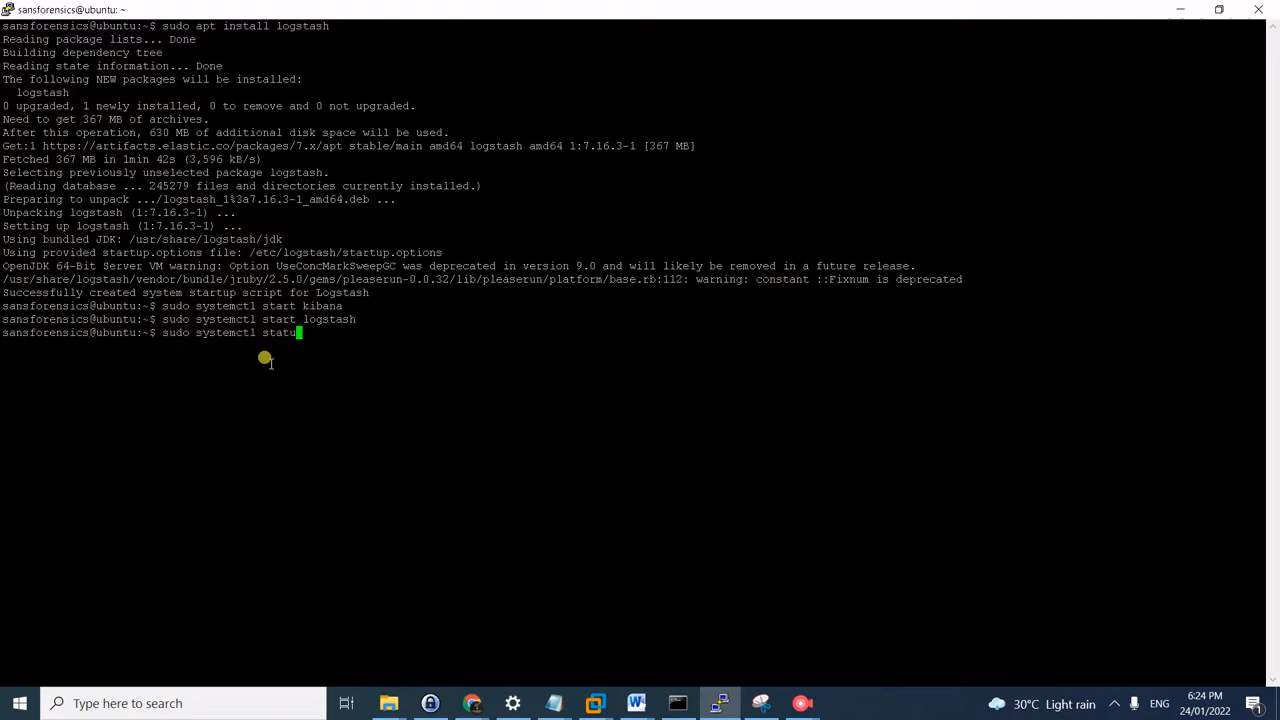 sansforensics@ubuntu: ~
sansforensics@ubuntu:~$ sudo apt install logstash
Reading package lists... Done
Building dependency tree
Reading state information... Done
The following NEW packages will be installed:
  logstash
0 upgraded, 1 newly installed, 0 to remove and 0 not upgraded.
Need to get 367 MB of archives.
After this operation, 630 MB of additional disk space will be used.
Get:1 https://artifacts.elastic.co/packages/7.x/apt stable/main amd64 logstash amd64 1:7.16.3-1 [367 MB]
Fetched 367 MB in 1min 42s (3,596 kB/s)
Selecting previously unselected package logstash.
(Reading database ... 245279 files and directories currently installed.)
Preparing to unpack .../logstash_1%3a7.16.3-1_amd64.deb ...
Unpacking logstash (1:7.16.3-1) ...
Setting up logstash (1:7.16.3-1) ...
Using bundled JDK: /usr/share/logstash/jdk
Using provided startup.options file: /etc/logstash/startup.options
OpenJDK 64-Bit Server VM warning: Option UseConcMarkSweepGC was deprecated in version 9.0 and will likely be removed in a future release.
/usr/share/logstash/vendor/bundle/jruby/2.5.0/gems/pleaserun-0.0.32/lib/pleaserun/platform/base.rb:112: warning: constant ::Fixnum is deprecated
Successfully created system startup script for Logstash
sansforensics@ubuntu:~$ sudo systemctl start kibana
sansforensics@ubuntu:~$ sudo systemctl start logstash
sansforensics@ubuntu:~$ sudo systemctl statu
Type here to search
30°C Light rain
ENG
6:24 PM
24/01/2022
1